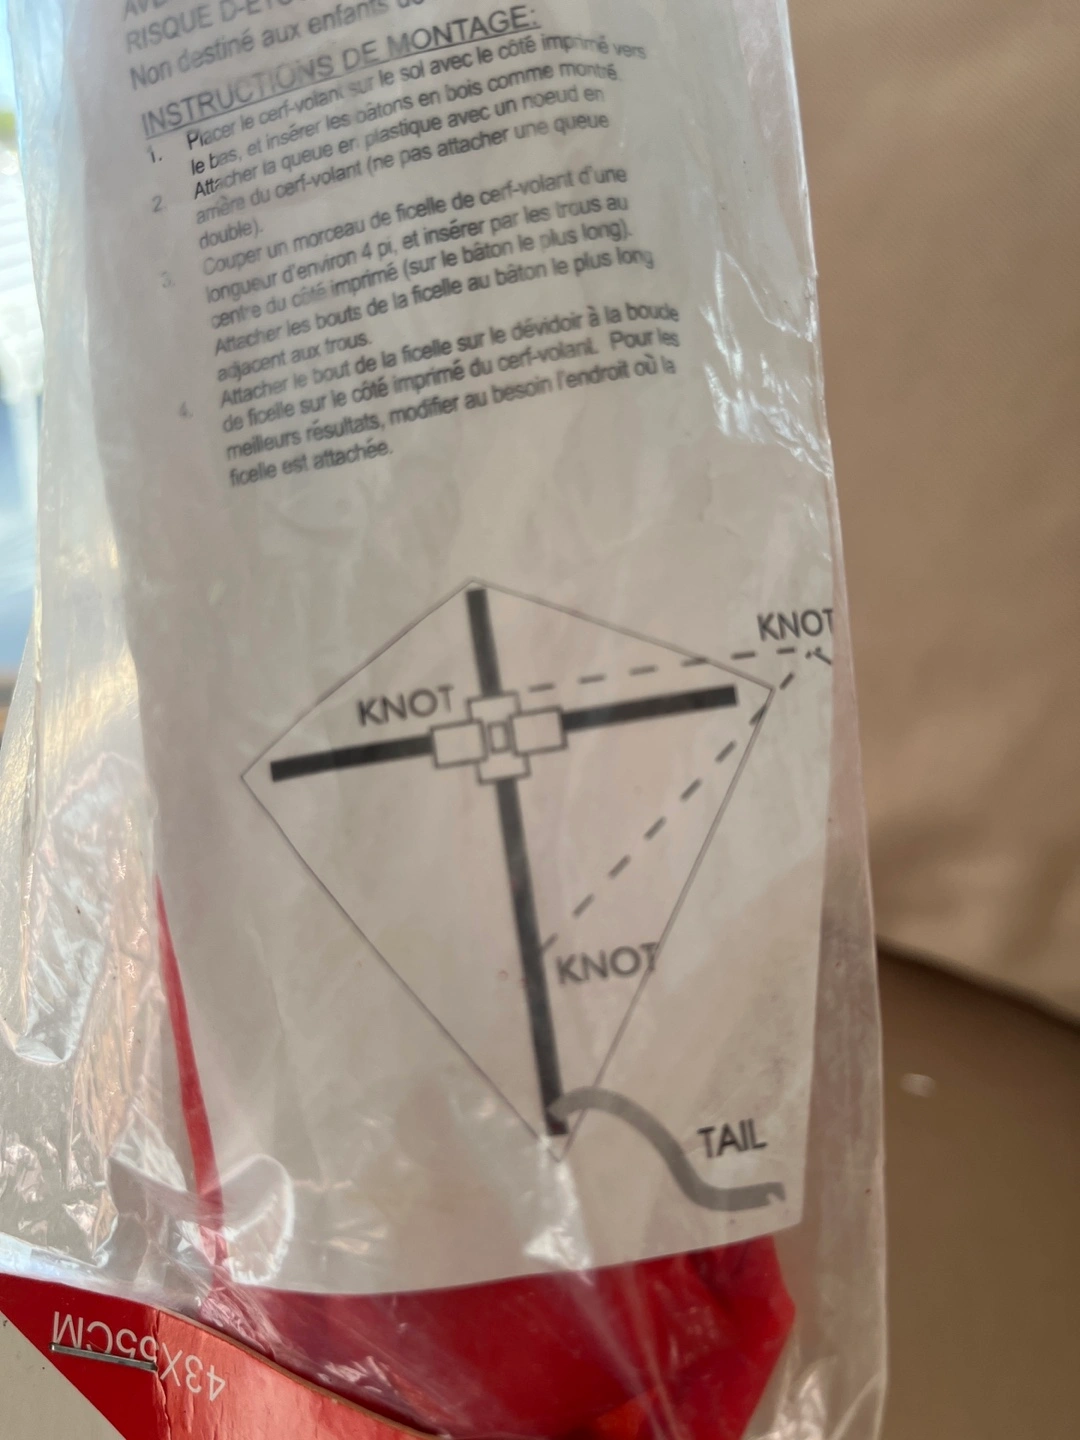 RISQUE D'ÉTOU
Non destiné aux enfants de
INSTRUCTIONS DE MONTAGE:
1. Placer le cerf-volant sur le sol avec le côté imprimé vers
le bas, et insérer les bâtons en bois comme montré.
2. Attacher la queue en plastique avec un noeud en
arrière du cerf-volant (ne pas attacher une queue
double).
3. Couper un morceau de ficelle de cerf-volant d'une
longueur d'environ 4 pi, et insérer par les trous au
centre du côté imprimé (sur le bâton le plus long).
Attacher les bouts de la ficelle au bâton le plus long
adjacent aux trous.
4. Attacher le bout de la ficelle sur le dévidoir à la boucle
de ficelle sur le côté imprimé du cerf-volant. Pour les
meilleurs résultats, modifier au besoin l'endroit où la
ficelle est attachée.
KNOT
KNOT
KNOT
TAIL
43X55CM